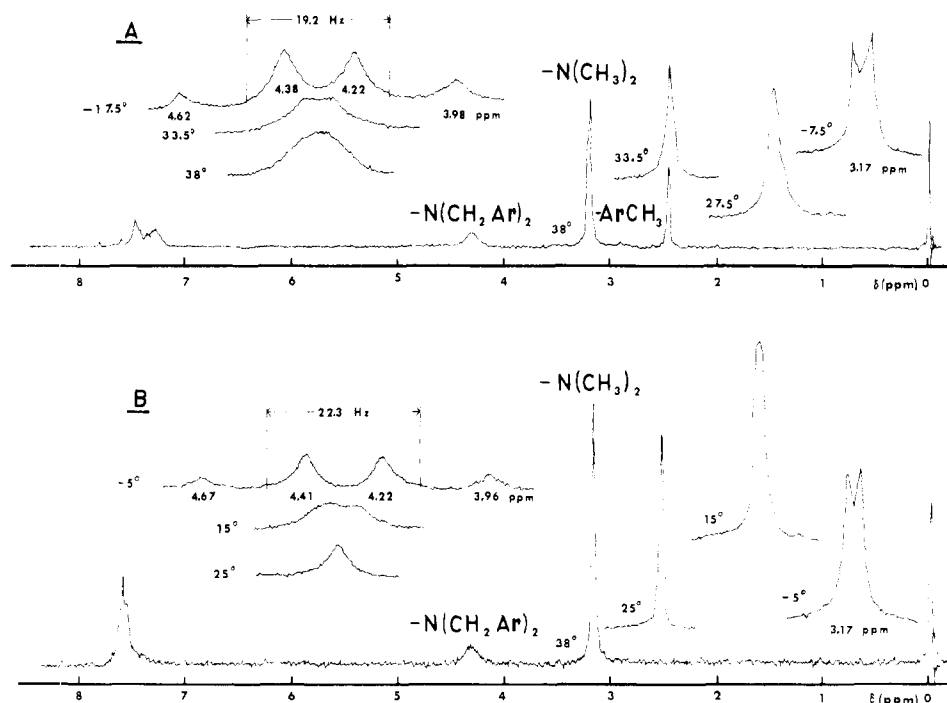 A
19.2 Hz
-17.5°
4.62
4.38
4.22
3.98 ppm
33.5°
38°
-N(CH₃)₂
-N(CH₂Ar)₂
38°
-ArCH₃
33.5°
27.5°
-7.5°
3.17 ppm
8 7 6 5 4 3 2 1 δ(ppm) 0
B
22.3 Hz
-5°
4.67
4.41
4.22
3.96 ppm
15°
25°
-N(CH₃)₂
-N(CH₂Ar)₂
38°
25°
15°
-5°
3.17 ppm
8 7 6 5 4 3 2 1 δ(ppm) 0